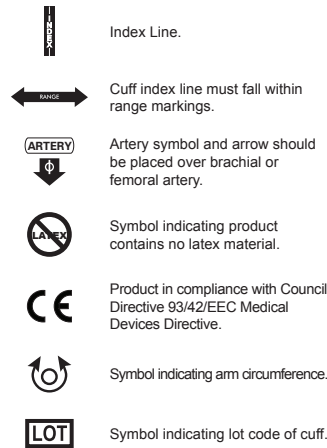 INDEX
Index Line.
RANGE
Cuff index line must fall within
range markings.
ARTERY
Φ
Artery symbol and arrow should
be placed over brachial or
femoral artery.
LATEX
Symbol indicating product
contains no latex material.
CE
Product in compliance with Council
Directive 93/42/EEC Medical
Devices Directive.
Symbol indicating arm circumference.
LOT
Symbol indicating lot code of cuff.